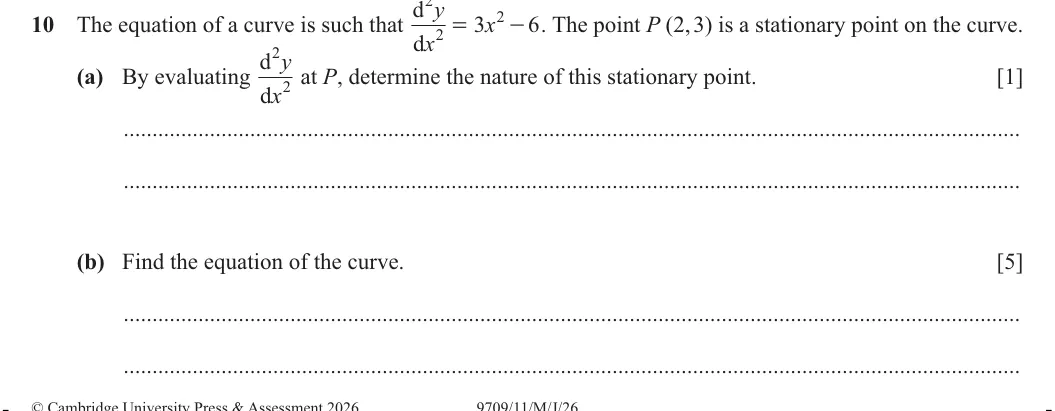 10 The equation of a curve is such that d²y/dx² = 3x² − 6. The point P (2, 3) is a stationary point on the curve.
(a) By evaluating d²y/dx² at P, determine the nature of this stationary point. [1]
(b) Find the equation of the curve. [5]
© Cambridge University Press & Assessment 2026 9709/11/M/J/26